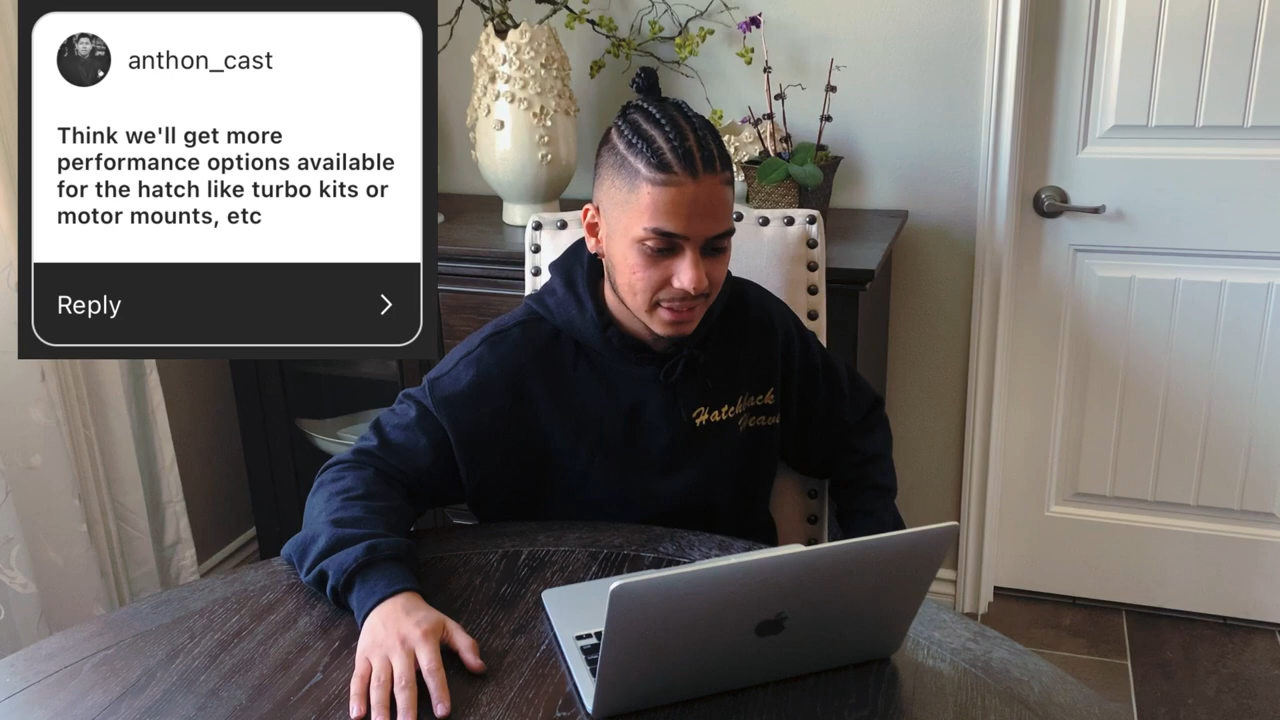 anthon_cast
Think we'll get more
performance options available
for the hatch like turbo kits or
motor mounts, etc
Reply
Hatchback